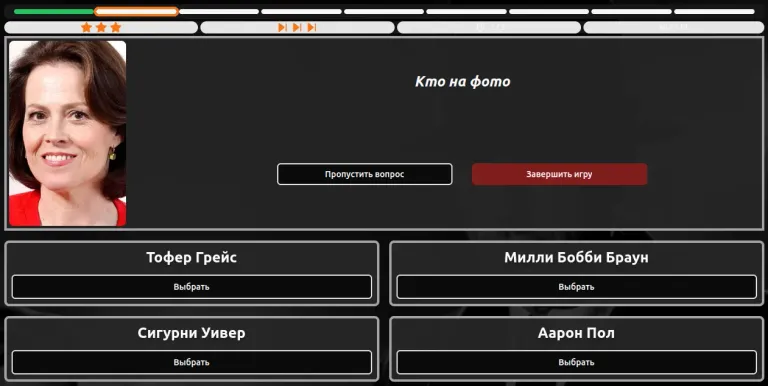 Кто на фото
Пропустить вопрос
Завершить игру
Тофер Грейс
Милли Бобби Браун
Выбрать
Выбрать
Сигурни Уивер
Аарон Пол
Выбрать
Выбрать